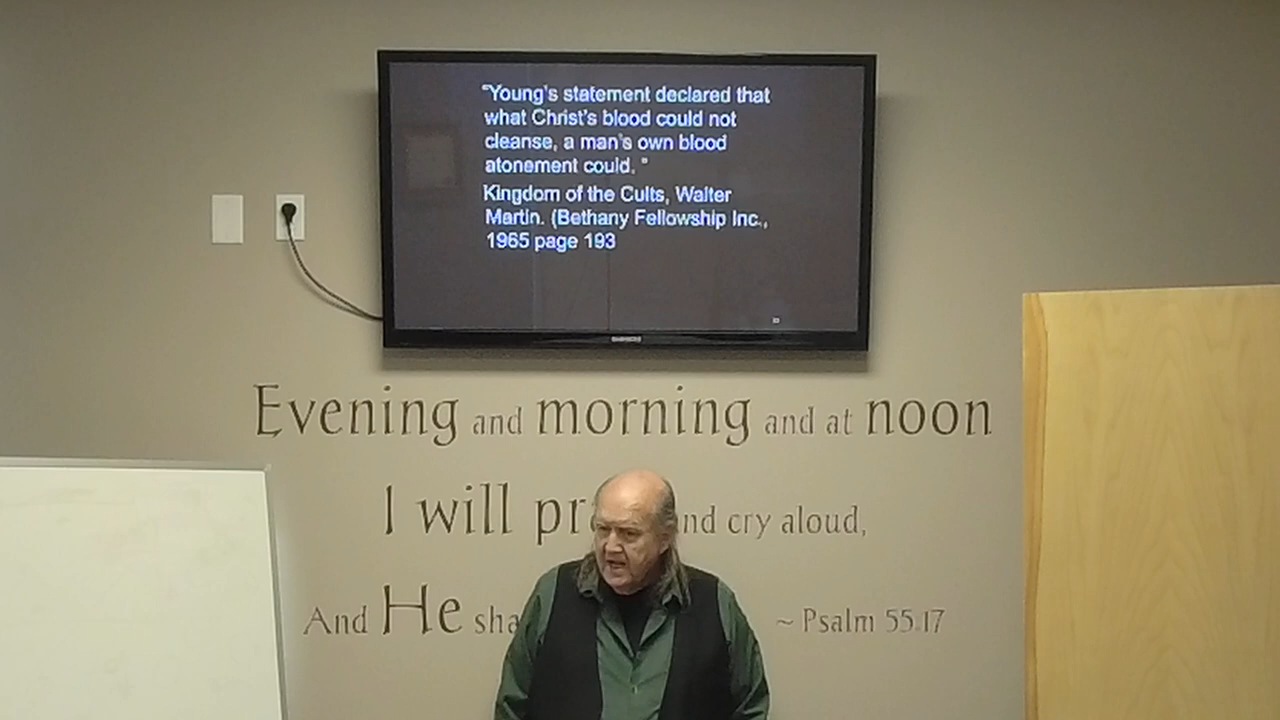 "Young's statement declared that
what Christ's blood could not
cleanse, a man's own blood
atonement could. "
Kingdom of the Cults, Walter
Martin. (Bethany Fellowship Inc.,
1965 page 193
Evening and morning and at noon
I will pr nd cry aloud,
And He sha ~ Psalm 55:17